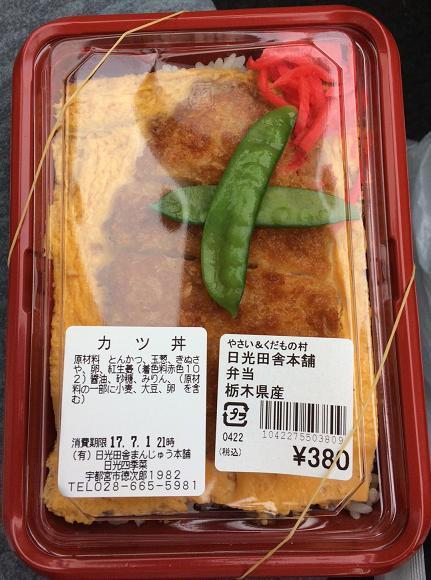 カツ丼
原材料 とんかつ、玉葱、きぬさ
や、卵、紅生姜（着色料赤色１０
２）醤油、砂糖、みりん、（原材
料の一部に小麦、大豆、卵 を含
む）
消費期限 17. 7. 1 21時
（有）日光田舎まんじゅう本舗
日光四季菜
宇都宮市徳次郎1982
TEL028-665-5981
やさい＆くだもの村
日光田舎本舗
弁当
栃木県産
プラ
0422
1042275503809
(税込)
¥380